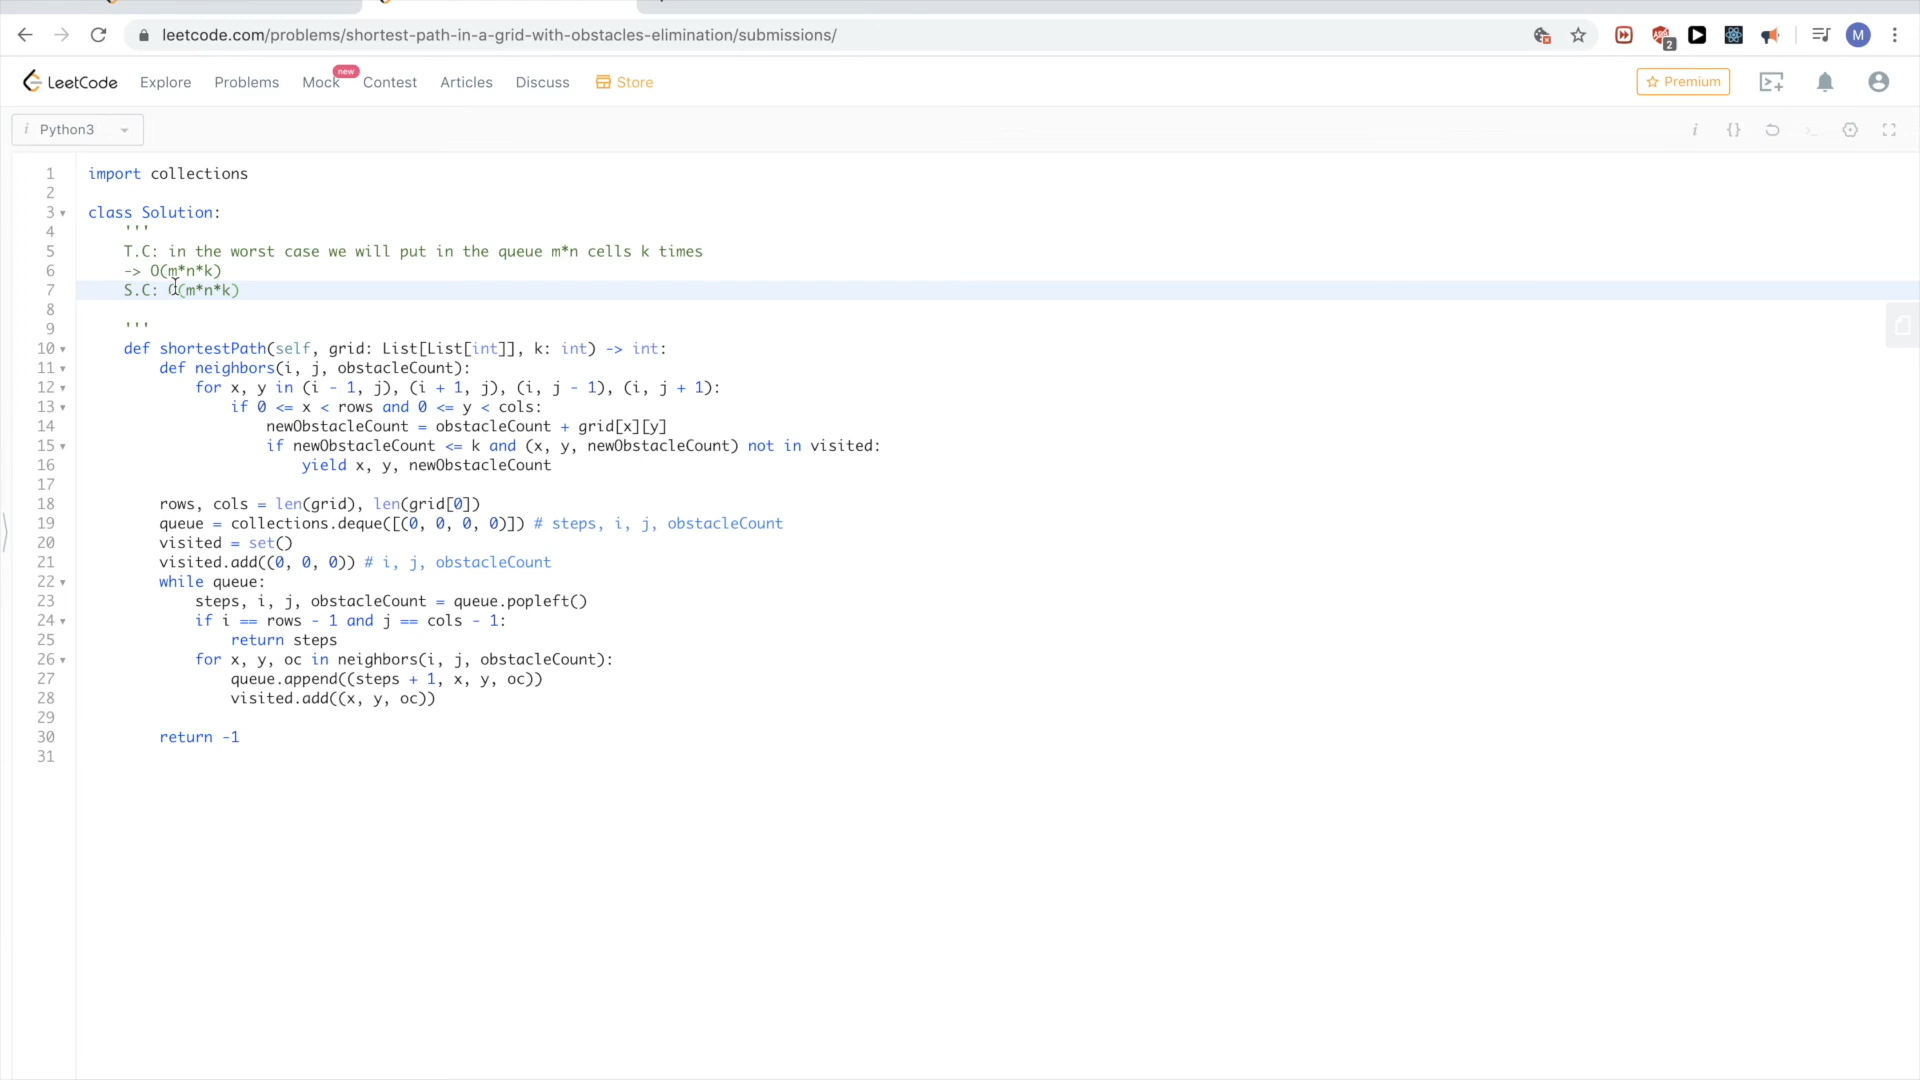 leetcode.com/problems/shortest-path-in-a-grid-with-obstacles-elimination/submissions/
2
M
LeetCode Explore Problems Mock new Contest Articles Discuss Store Premium
i Python3 i {}
1 import collections
2
3 class Solution:
4 '''
5 T.C: in the worst case we will put in the queue m*n cells k times
6 -> O(m*n*k)
7 S.C: O(m*n*k)
8
9 '''
10 def shortestPath(self, grid: List[List[int]], k: int) -> int:
11 def neighbors(i, j, obstacleCount):
12 for x, y in (i - 1, j), (i + 1, j), (i, j - 1), (i, j + 1):
13 if 0 <= x < rows and 0 <= y < cols:
14 newObstacleCount = obstacleCount + grid[x][y]
15 if newObstacleCount <= k and (x, y, newObstacleCount) not in visited:
16 yield x, y, newObstacleCount
17
18 rows, cols = len(grid), len(grid[0])
19 queue = collections.deque([(0, 0, 0, 0)]) # steps, i, j, obstacleCount
20 visited = set()
21 visited.add((0, 0, 0)) # i, j, obstacleCount
22 while queue:
23 steps, i, j, obstacleCount = queue.popleft()
24 if i == rows - 1 and j == cols - 1:
25 return steps
26 for x, y, oc in neighbors(i, j, obstacleCount):
27 queue.append((steps + 1, x, y, oc))
28 visited.add((x, y, oc))
29
30 return -1
31